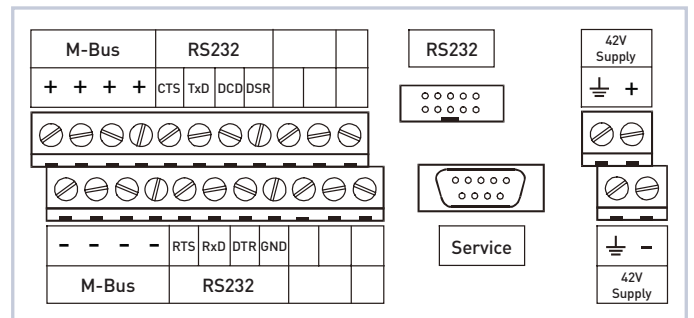 M-Bus RS232 RS232 42V
Supply
+ + + + CTS TxD DCD DSR +
- - - - RTS RxD DTR GND Service -
M-Bus RS232 42V
Supply